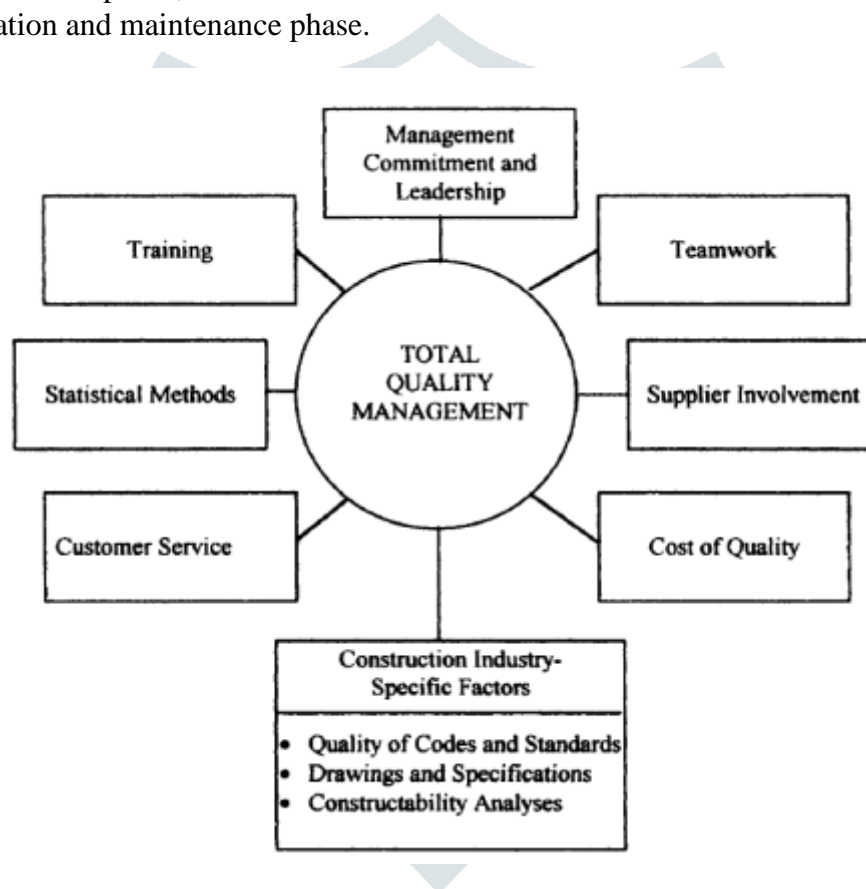 ation and maintenance phase.
Management
Commitment and
Leadership
Training
Teamwork
TOTAL
QUALITY
MANAGEMENT
Statistical Methods
Supplier Involvement
Customer Service
Cost of Quality
Construction Industry-
Specific Factors
• Quality of Codes and Standards
• Drawings and Specifications
• Constructability Analyses